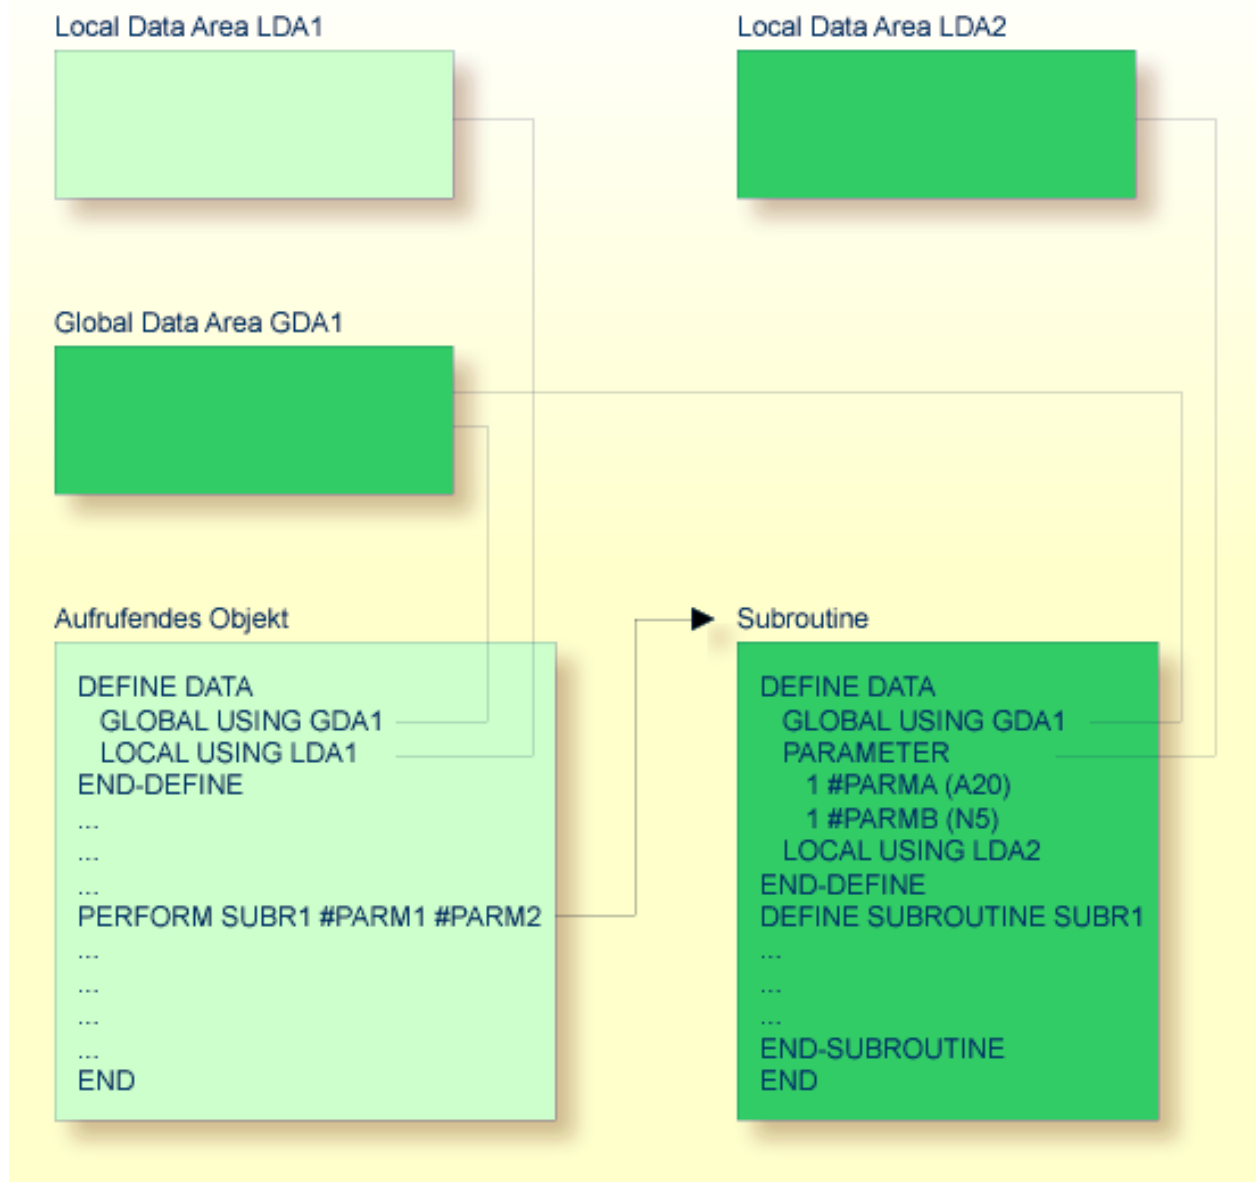 Local Data Area LDA1
Local Data Area LDA2
Global Data Area GDA1
Aufrufendes Objekt
DEFINE DATA
GLOBAL USING GDA1
LOCAL USING LDA1
END-DEFINE
...
...
...
PERFORM SUBR1 #PARM1 #PARM2
...
...
...
...
END
Subroutine
DEFINE DATA
GLOBAL USING GDA1
PARAMETER
1 #PARMA (A20)
1 #PARMB (N5)
LOCAL USING LDA2
END-DEFINE
DEFINE SUBROUTINE SUBR1
...
...
...
END-SUBROUTINE
END